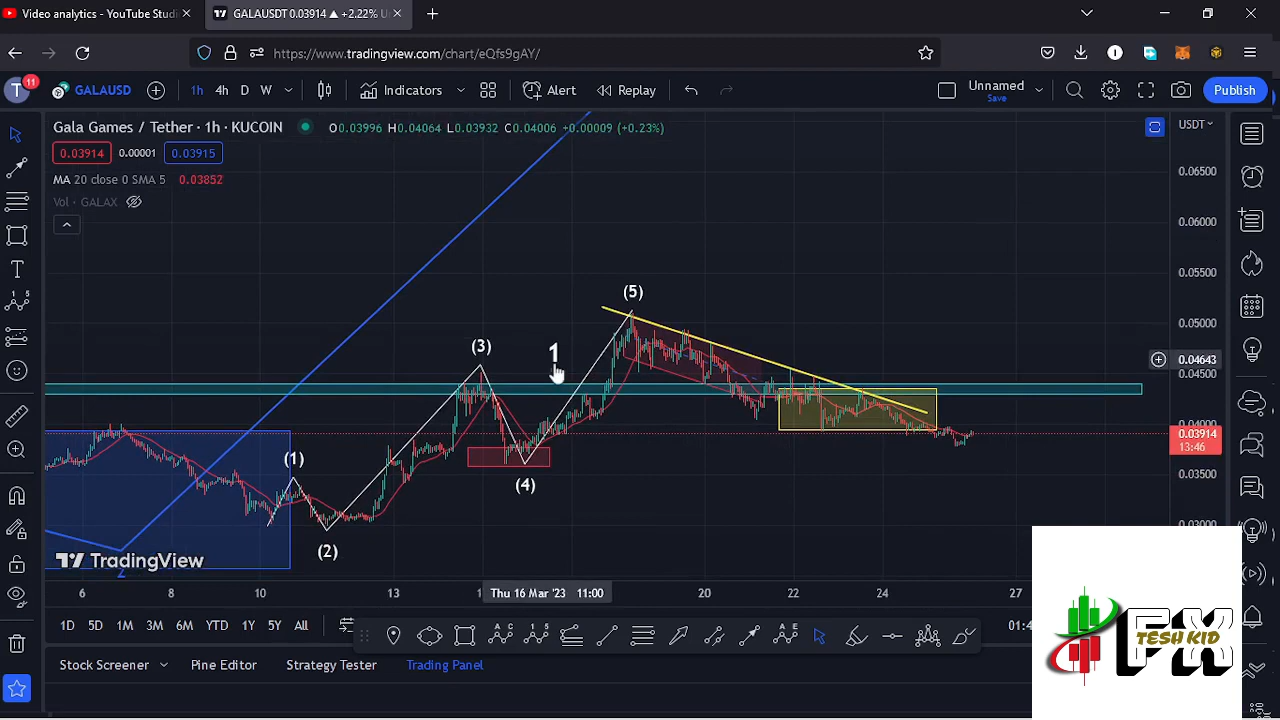 Video analytics - YouTube Studi
GALAUSDT 0.03914 ▲ +2.22% U
https://www.tradingview.com/chart/eQfs9gAY/
T 11 GALAUSD 1h 4h D W Indicators Alert Replay Unnamed Save Publish
Gala Games / Tether · 1h · KUCOIN O0.03996 H0.04064 L0.03932 C0.04006 +0.00009 (+0.23%)
USDT
0.03914 0.00001 0.03915
MA 20 close 0 SMA 5 0.03852
Vol · GALAX
0.06500
0.06000
0.05500
0.05000
0.04643
0.04500
0.04000
0.03914
13:46
0.03500
0.03000
(5)
(3)
1
(1)
(4)
(2)
2
TradingView
6 8 10 13 Thu 16 Mar '23 11:00 20 22 24 27
1D 5D 1M 3M 6M YTD 1Y 5Y All
01:4
Stock Screener Pine Editor Strategy Tester Trading Panel
FX
TESH KID